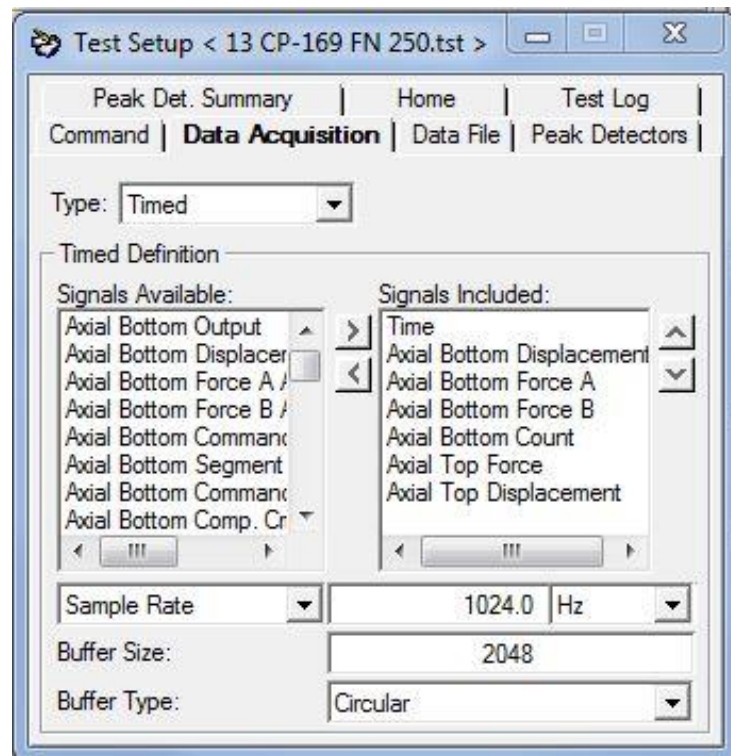 Test Setup < 13 CP-169 FN 250.tst >
Peak Det. Summary | Home | Test Log |
Command | Data Acquisition | Data File | Peak Detectors |
Type: Timed
Timed Definition
Signals Available:
Axial Bottom Output
Axial Bottom Displacer
Axial Bottom Force A A
Axial Bottom Force B A
Axial Bottom Command
Axial Bottom Segment
Axial Bottom Command
Axial Bottom Comp. Cr
Signals Included:
Time
Axial Bottom Displacement
Axial Bottom Force A
Axial Bottom Force B
Axial Bottom Count
Axial Top Force
Axial Top Displacement
Sample Rate 1024.0 Hz
Buffer Size: 2048
Buffer Type: Circular